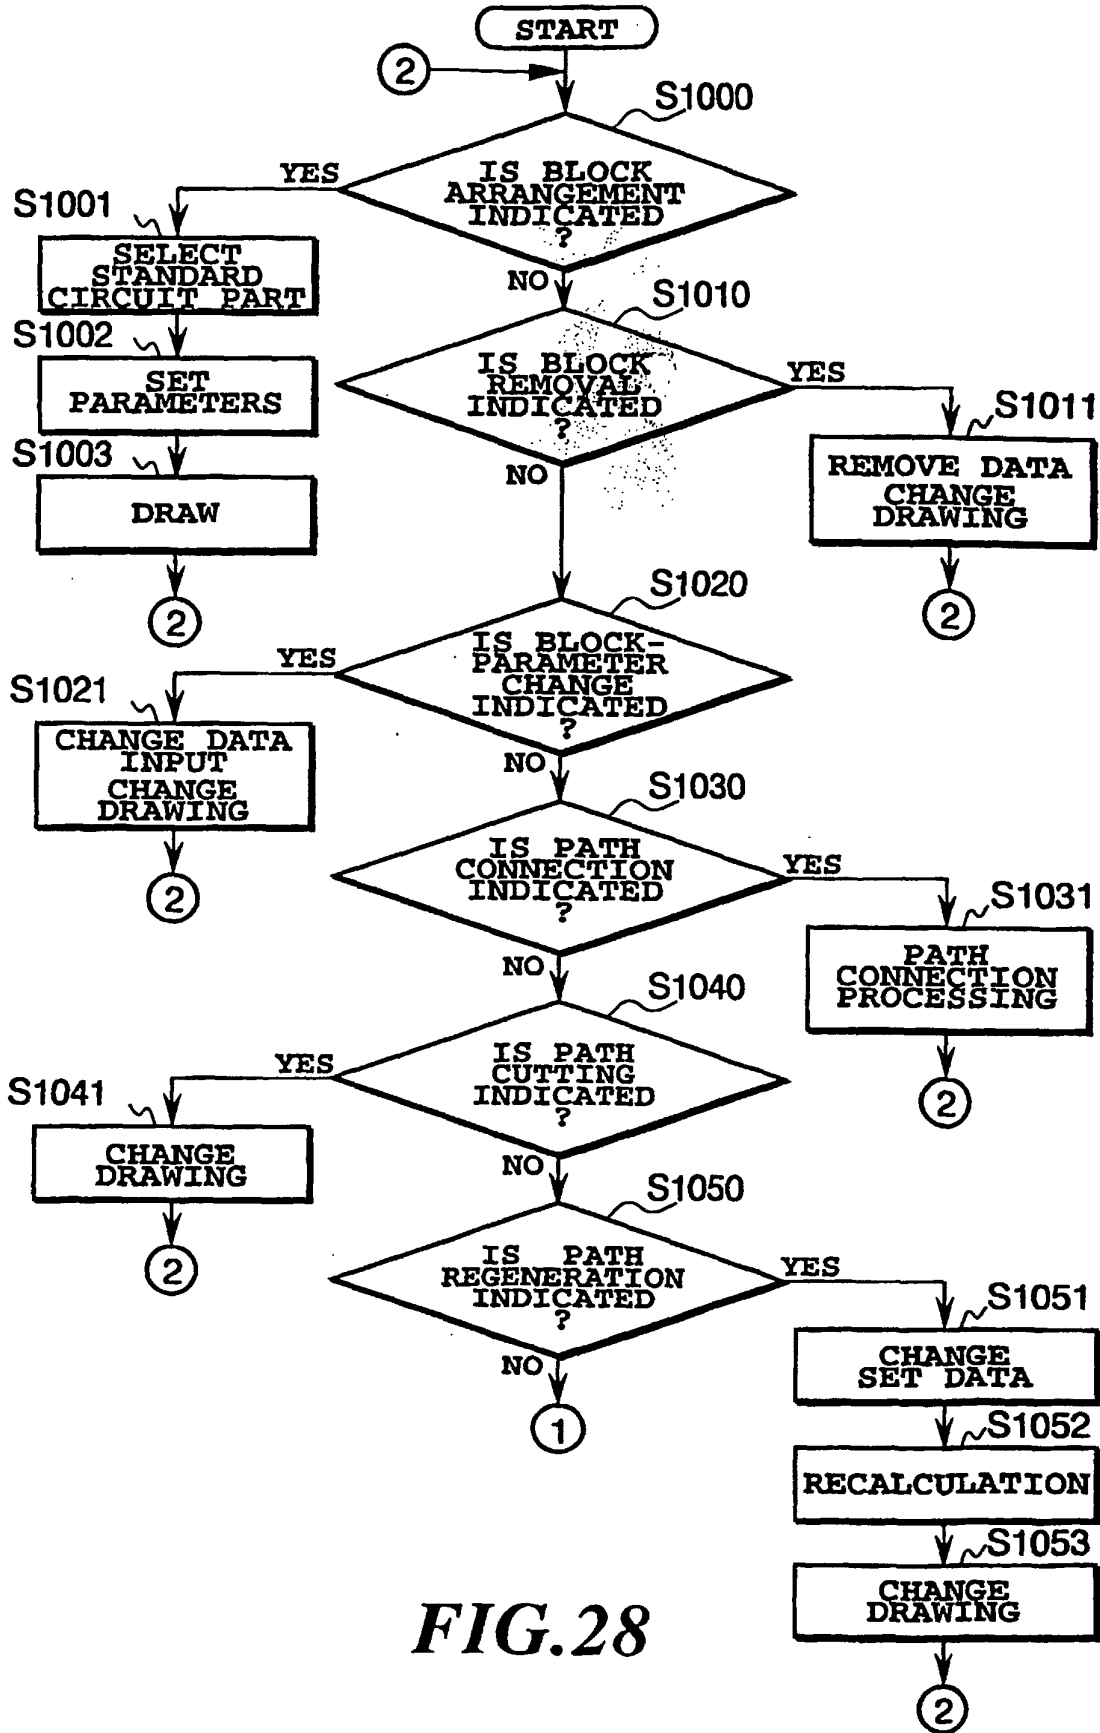 START
2
S1000
IS BLOCK
ARRANGEMENT
INDICATED
?
YES
NO
S1001
SELECT
STANDARD
CIRCUIT PART
S1002
SET
PARAMETERS
S1003
DRAW
2
S1010
IS BLOCK
REMOVAL
INDICATED
?
YES
NO
S1011
REMOVE DATA
CHANGE
DRAWING
2
S1020
IS BLOCK-
PARAMETER
CHANGE
INDICATED
?
YES
NO
S1021
CHANGE DATA
INPUT
CHANGE
DRAWING
2
S1030
IS PATH
CONNECTION
INDICATED
?
YES
NO
S1031
PATH
CONNECTION
PROCESSING
2
S1040
IS PATH
CUTTING
INDICATED
?
YES
NO
S1041
CHANGE
DRAWING
2
S1050
IS PATH
REGENERATION
INDICATED
?
YES
NO
1
S1051
CHANGE
SET DATA
S1052
RECALCULATION
S1053
CHANGE
DRAWING
2
FIG.28